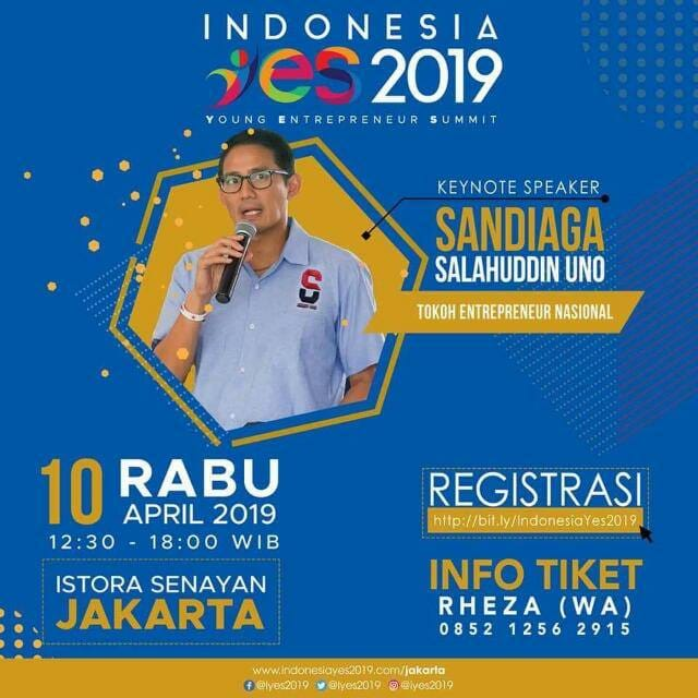 INDONESIA
yes 2019
YOUNG ENTREPRENEUR SUMMIT
KEYNOTE SPEAKER
SANDIAGA
SALAHUDDIN UNO
TOKOH ENTREPRENEUR NASIONAL
S
10 RABU
APRIL 2019
12:30 - 18:00 WIB
ISTORA SENAYAN
JAKARTA
REGISTRASI
http://bit.ly/IndonesiaYes2019
INFO TIKET
RHEZA (WA)
0852 1256 2915
www.indonesiayes2019.com/jakarta
@iyes2019 @iyes2019 @iyes2019